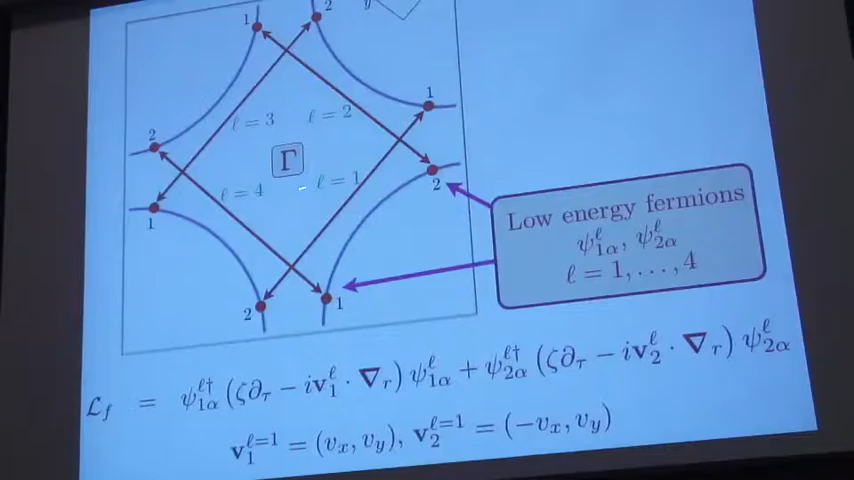 1
2
y
1
2
ℓ = 3
ℓ = 2
Γ
2
ℓ = 4
ℓ = 1
1
2
1
Low energy fermions
ψ^ℓ_{1α}, ψ^ℓ_{2α}
ℓ = 1, . . . , 4
ℒ_f = ψ^{ℓ†}_{1α} (ζ∂_τ − i𝐯^ℓ_1 · ∇_r) ψ^ℓ_{1α} + ψ^{ℓ†}_{2α} (ζ∂_τ − i𝐯^ℓ_2 · ∇_r) ψ^ℓ_{2α}
𝐯^{ℓ=1}_1 = (v_x, v_y), 𝐯^{ℓ=1}_2 = (−v_x, v_y)